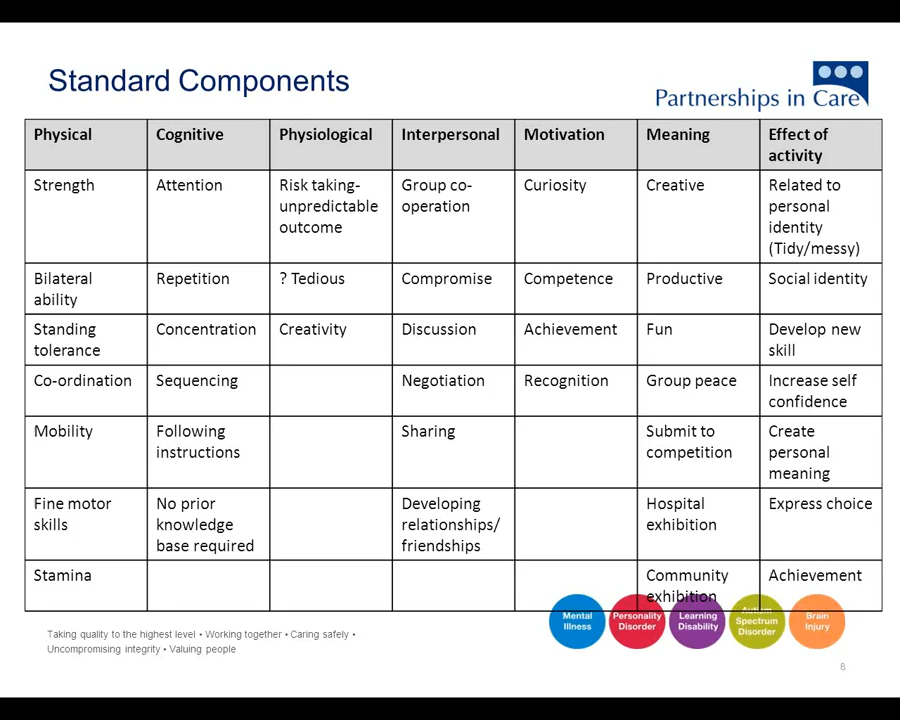 Standard Components
Partnerships in Care
Physical Cognitive Physiological Interpersonal Motivation Meaning Effect of
activity
Strength Attention Risk taking- Group co- Curiosity Creative Related to
unpredictable operation personal
outcome identity
(Tidy/messy)
Bilateral Repetition ? Tedious Compromise Competence Productive Social identity
ability
Standing Concentration Creativity Discussion Achievement Fun Develop new
tolerance skill
Co-ordination Sequencing Negotiation Recognition Group peace Increase self
confidence
Mobility Following Sharing Submit to Create
instructions competition personal
meaning
Fine motor No prior Developing Hospital Express choice
skills knowledge relationships/ exhibition
base required friendships
Stamina Community Achievement
exhibition
Mental Personality Learning Autism Brain
Illness Disorder Disability Spectrum Injury
Disorder
Taking quality to the highest level • Working together • Caring safely •
Uncompromising integrity • Valuing people
8